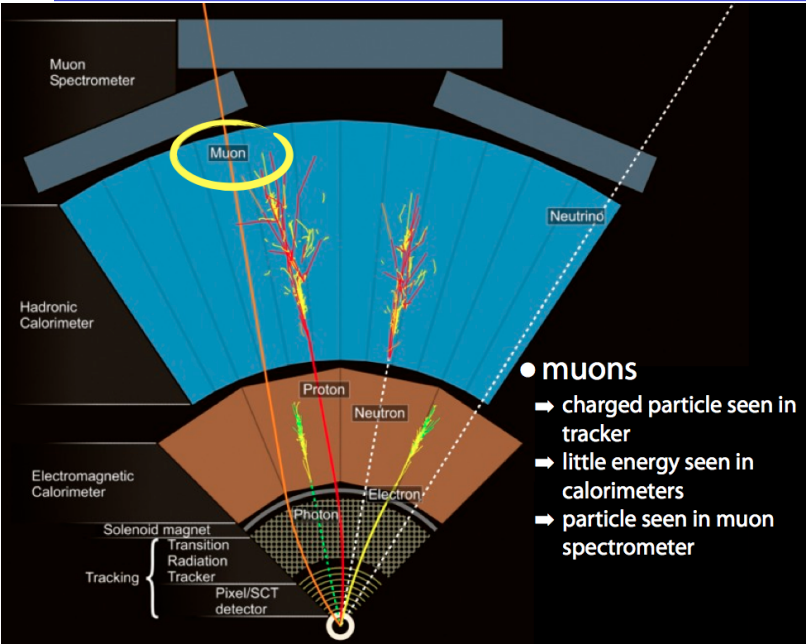 Muon
Spectrometer
Muon
Neutrino
Hadronic
Calorimeter
Proton
Neutron
Electromagnetic
Calorimeter
Electron
Photon
Solenoid magnet
Tracking
Transition
Radiation
Tracker
Pixel/SCT
detector
● muons
➡ charged particle seen in
tracker
➡ little energy seen in
calorimeters
➡ particle seen in muon
spectrometer